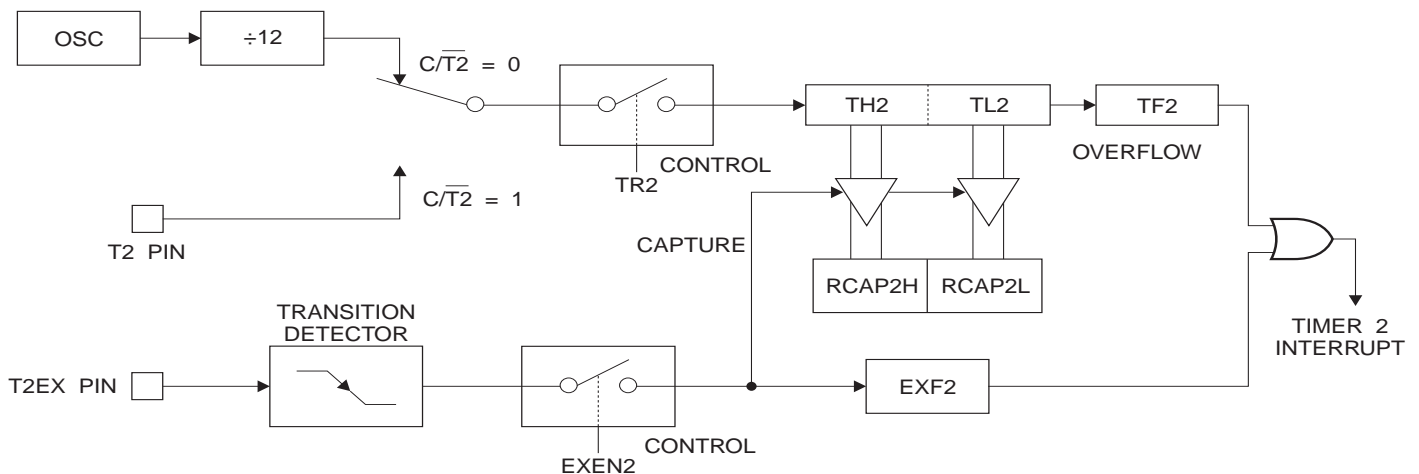 OSC
÷12
C/T2 = 0
TH2
TL2
TF2
OVERFLOW
CONTROL
TR2
C/T2 = 1
T2 PIN
CAPTURE
RCAP2H
RCAP2L
TRANSITION
DETECTOR
TIMER 2
INTERRUPT
T2EX PIN
EXF2
CONTROL
EXEN2